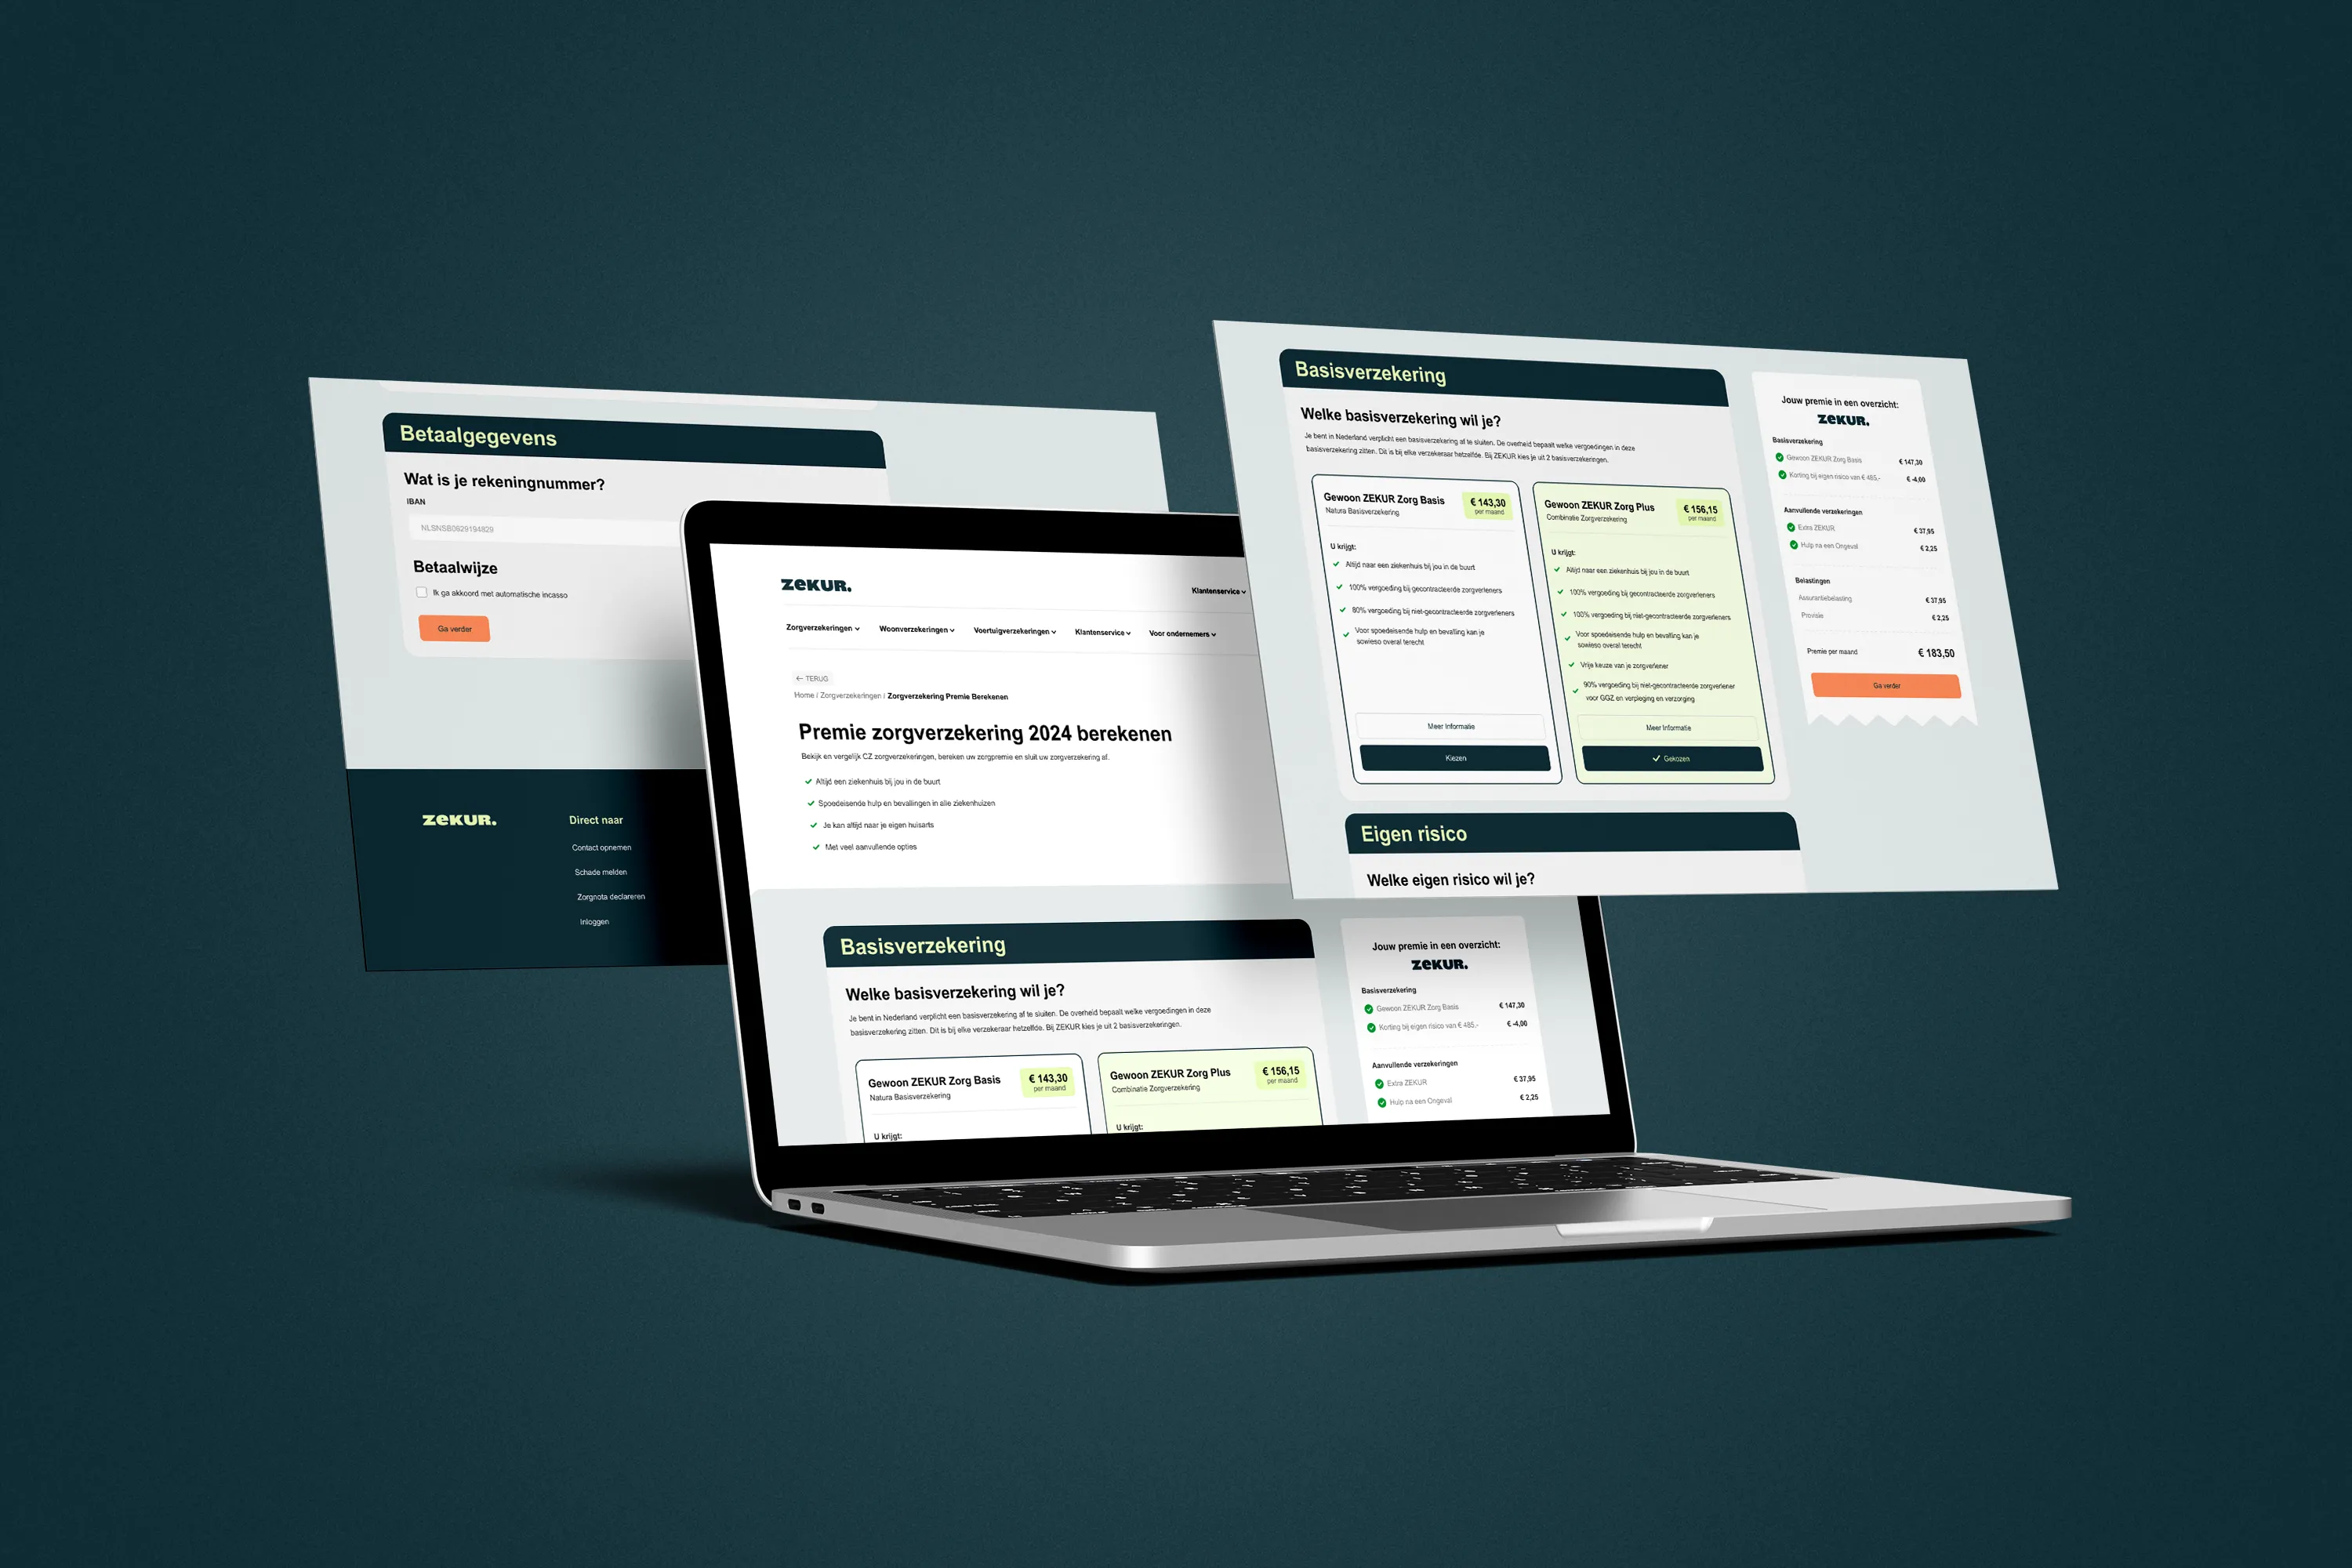 Betaalgegevens
Wat is je rekeningnummer?
IBAN
NLSNSB0929194829
Betaalwijze
Ik ga akkoord met automatische incasso
Ga verder
ZEKUR.
Direct naar
Contact opnemen
Schade melden
Zorgnota declareren
Inloggen
ZEKUR.
Klantenservice
Zorgverzekeringen
Woonverzekeringen
Voertuigverzekeringen
Klantenservice
Voor ondernemers
← TERUG
Home / Zorgverzekeringen / Zorgverzekering Premie Berekenen
Premie zorgverzekering 2024 berekenen
Bekijk en vergelijk CZ zorgverzekeringen, bereken uw zorgpremie en sluit uw zorgverzekering af.
Altijd een ziekenhuis bij jou in de buurt
Spoedeisende hulp en bevallingen in alle ziekenhuizen
Je kan altijd naar je eigen huisarts
Met veel aanvullende opties
Basisverzekering
Welke basisverzekering wil je?
Je bent in Nederland verplicht een basisverzekering af te sluiten. De overheid bepaalt welke vergoedingen in deze
basisverzekering zitten. Dit is bij elke verzekeraar hetzelfde. Bij ZEKUR kies je uit 2 basisverzekeringen.
Gewoon ZEKUR Zorg Basis
Natura Basisverzekering
€ 143,30
per maand
U krijgt:
Gewoon ZEKUR Zorg Plus
Combinatie Zorgverzekering
€ 156,15
per maand
U krijgt:
Jouw premie in een overzicht:
ZEKUR.
Basisverzekering
Gewoon ZEKUR Zorg Basis € 147,30
Korting bij eigen risico van € 485,- € -4,00
Aanvullende verzekeringen
Extra ZEKUR € 37,95
Hulp na een Ongeval € 2,25
Basisverzekering
Welke basisverzekering wil je?
Je bent in Nederland verplicht een basisverzekering af te sluiten. De overheid bepaalt welke vergoedingen in deze
basisverzekering zitten. Dit is bij elke verzekeraar hetzelfde. Bij ZEKUR kies je uit 2 basisverzekeringen.
Gewoon ZEKUR Zorg Basis
Natura Basisverzekering
€ 143,30
per maand
U krijgt:
Altijd naar een ziekenhuis bij jou in de buurt
100% vergoeding bij gecontracteerde zorgverleners
80% vergoeding bij niet-gecontracteerde zorgverleners
Voor spoedeisende hulp en bevalling kan je
sowieso overal terecht
Meer Informatie
Kiezen
Gewoon ZEKUR Zorg Plus
Combinatie Zorgverzekering
€ 156,15
per maand
U krijgt:
Altijd naar een ziekenhuis bij jou in de buurt
100% vergoeding bij gecontracteerde zorgverleners
100% vergoeding bij niet-gecontracteerde zorgverleners
Voor spoedeisende hulp en bevalling kan je
sowieso overal terecht
Vrije keuze van je zorgverlener
90% vergoeding bij niet-gecontracteerde zorgverlener
voor GGZ en verpleging en verzorging
Meer Informatie
Gekozen
Eigen risico
Welke eigen risico wil je?
Jouw premie in een overzicht:
ZEKUR.
Basisverzekering
Gewoon ZEKUR Zorg Basis € 147,30
Korting bij eigen risico van € 485,- € -4,00
Aanvullende verzekeringen
Extra ZEKUR € 37,95
Hulp na een Ongeval € 2,25
Belastingen
Assurantiebelasting € 37,95
Provisie € 2,25
Premie per maand € 183,50
Ga verder